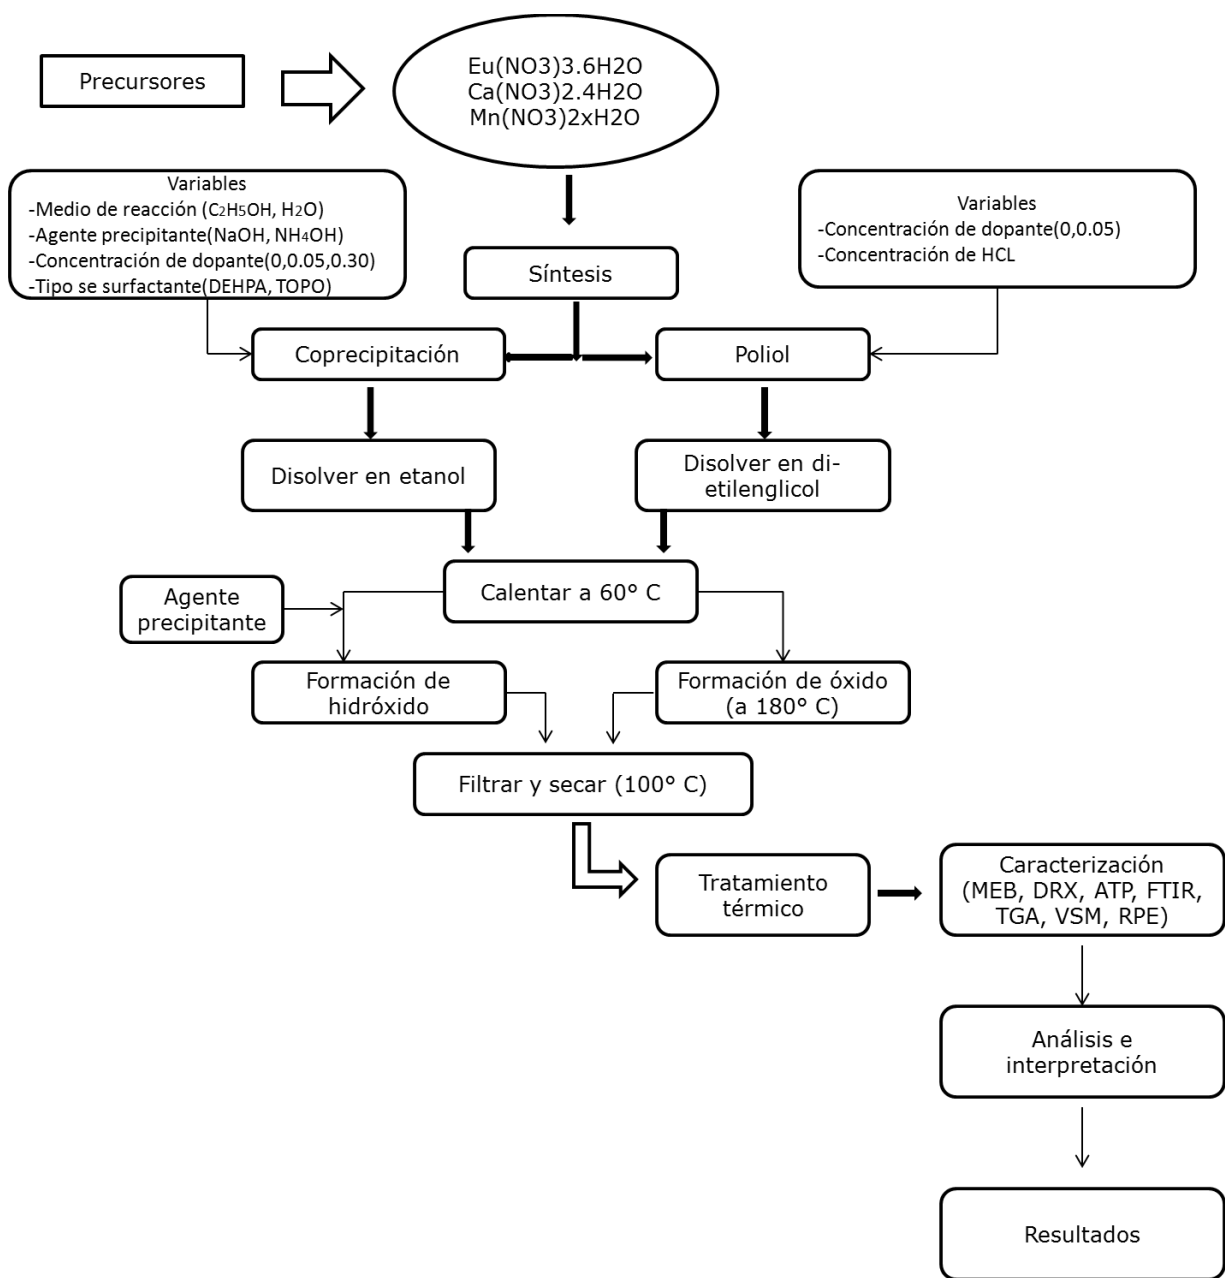 Precursores
Eu(NO3)3.6H2O
Ca(NO3)2.4H2O
Mn(NO3)2xH2O
Variables
-Medio de reacción (C2H5OH, H2O)
-Agente precipitante(NaOH, NH4OH)
-Concentración de dopante(0,0.05,0.30)
-Tipo se surfactante(DEHPA, TOPO)
Variables
-Concentración de dopante(0,0.05)
-Concentración de HCL
Síntesis
Coprecipitación
Poliol
Disolver en etanol
Disolver en di-
etilenglicol
Calentar a 60° C
Agente
precipitante
Formación de
hidróxido
Formación de óxido
(a 180° C)
Filtrar y secar (100° C)
Tratamiento
térmico
Caracterización
(MEB, DRX, ATP, FTIR,
TGA, VSM, RPE)
Análisis e
interpretación
Resultados